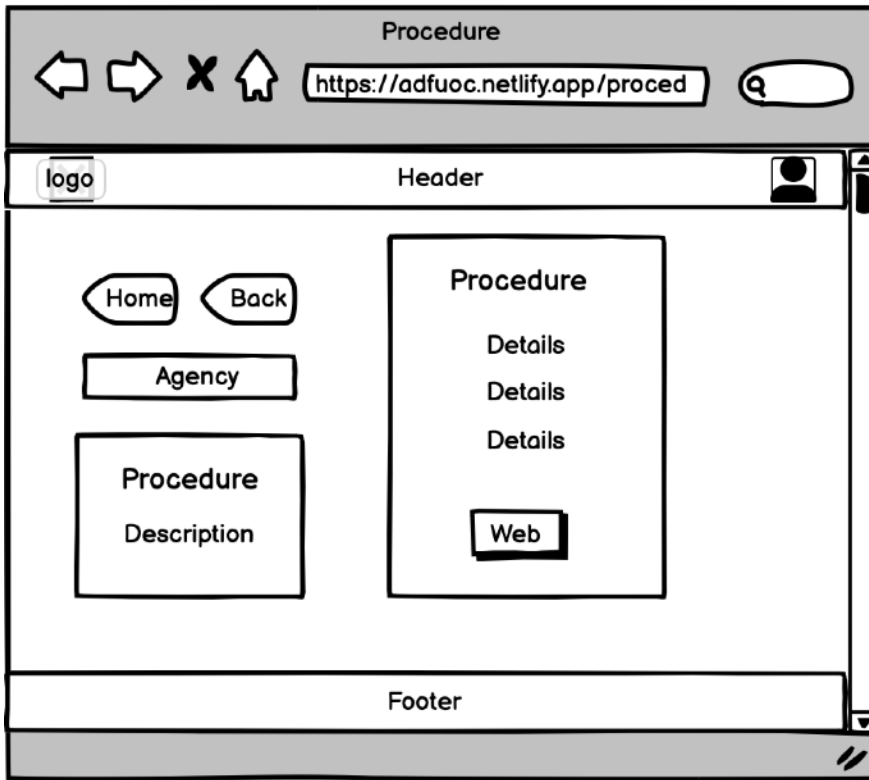 Procedure
https://adfuoc.netlify.app/proced
logo
Header
Home
Back
Agency
Procedure
Description
Procedure
Details
Details
Details
Web
Footer